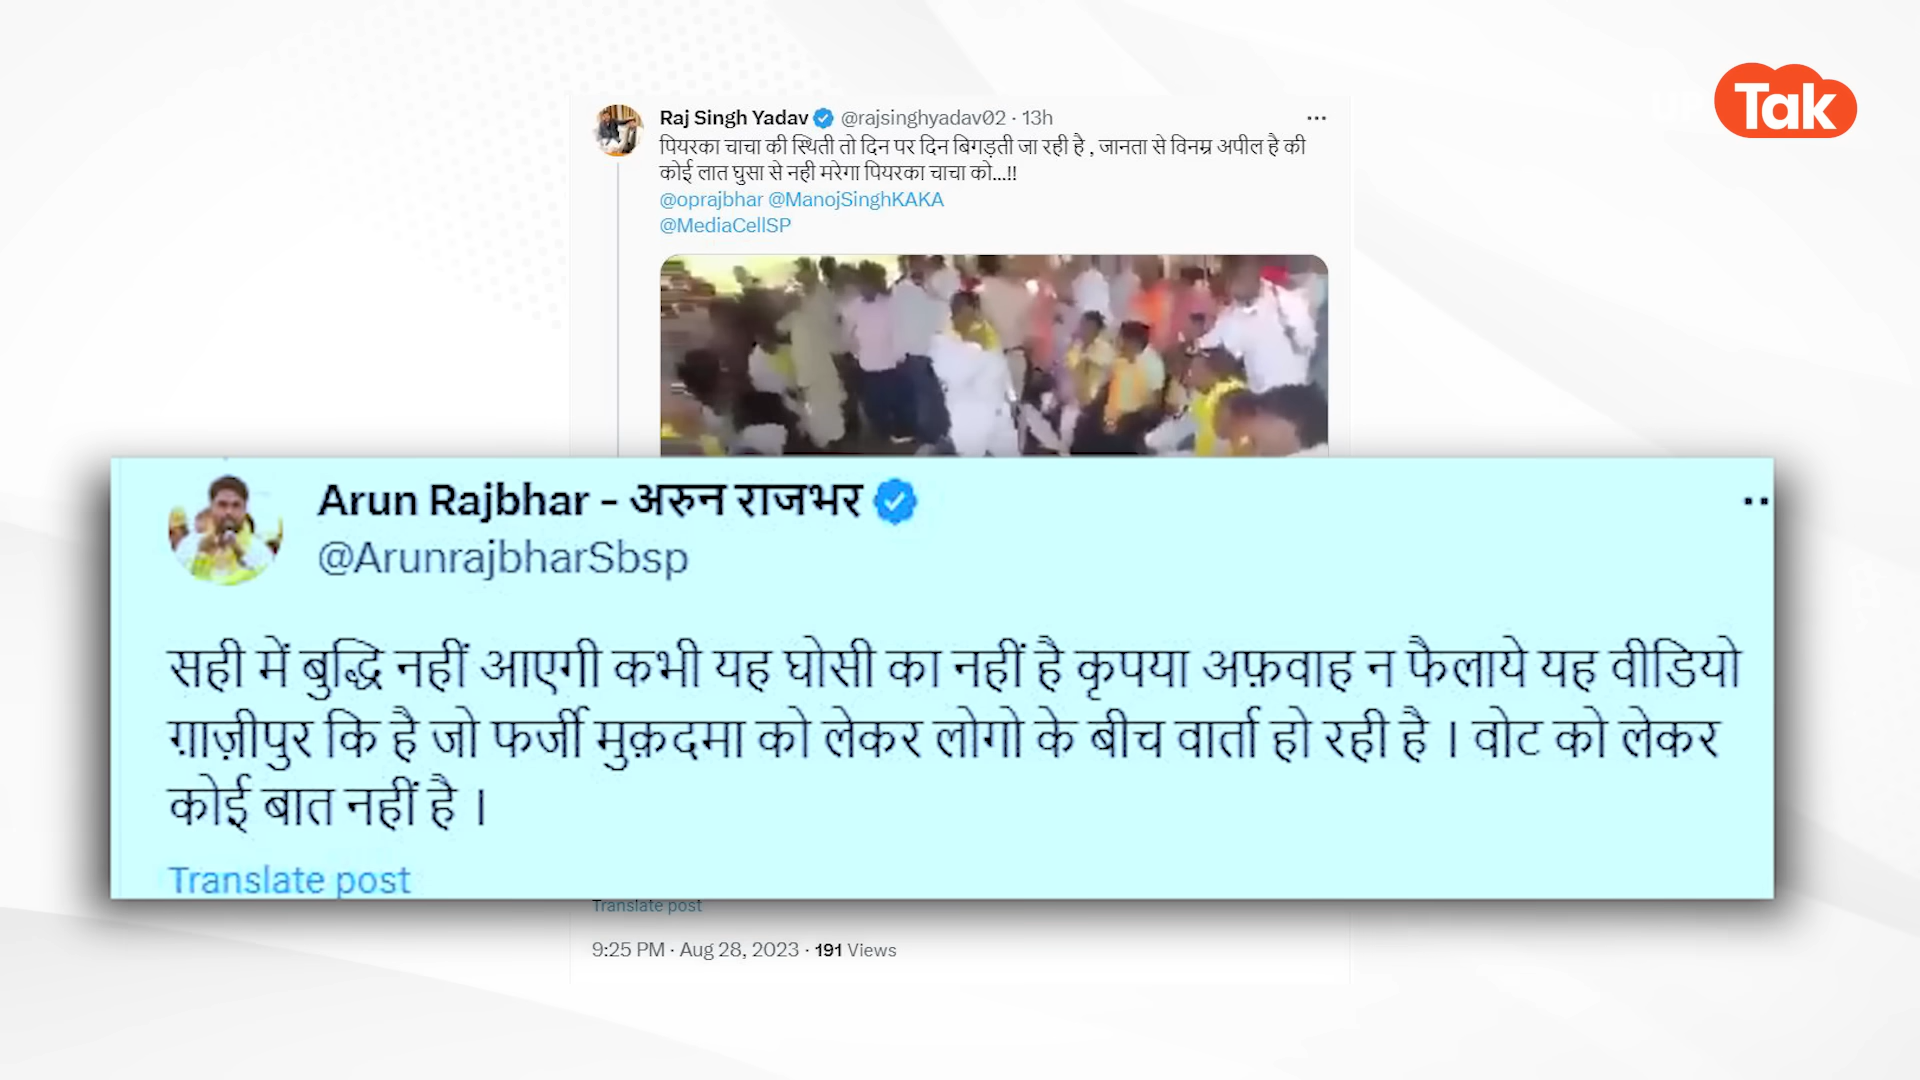 Tak
Raj Singh Yadav @rajsinghyadav02 · 13h
पियरका चाचा की स्थिती तो दिन पर दिन बिगड़ती जा रही है , जानता से विनम्र अपील है की
कोई लात घुसा से नही मरेगा पियरका चाचा को...!!
@oprajbhar @ManojSinghKAKA
@MediaCellSP
Arun Rajbhar - अरुन राजभर
@ArunrajbharSbsp
सही में बुद्धि नहीं आएगी कभी यह घोसी का नहीं है कृपया अफ़वाह न फैलाये यह वीडियो
ग़ाज़ीपुर कि है जो फर्जी मुक़दमा को लेकर लोगो के बीच वार्ता हो रही है । वोट को लेकर
कोई बात नहीं है ।
Translate post
Translate post
9:25 PM · Aug 28, 2023 · 191 Views